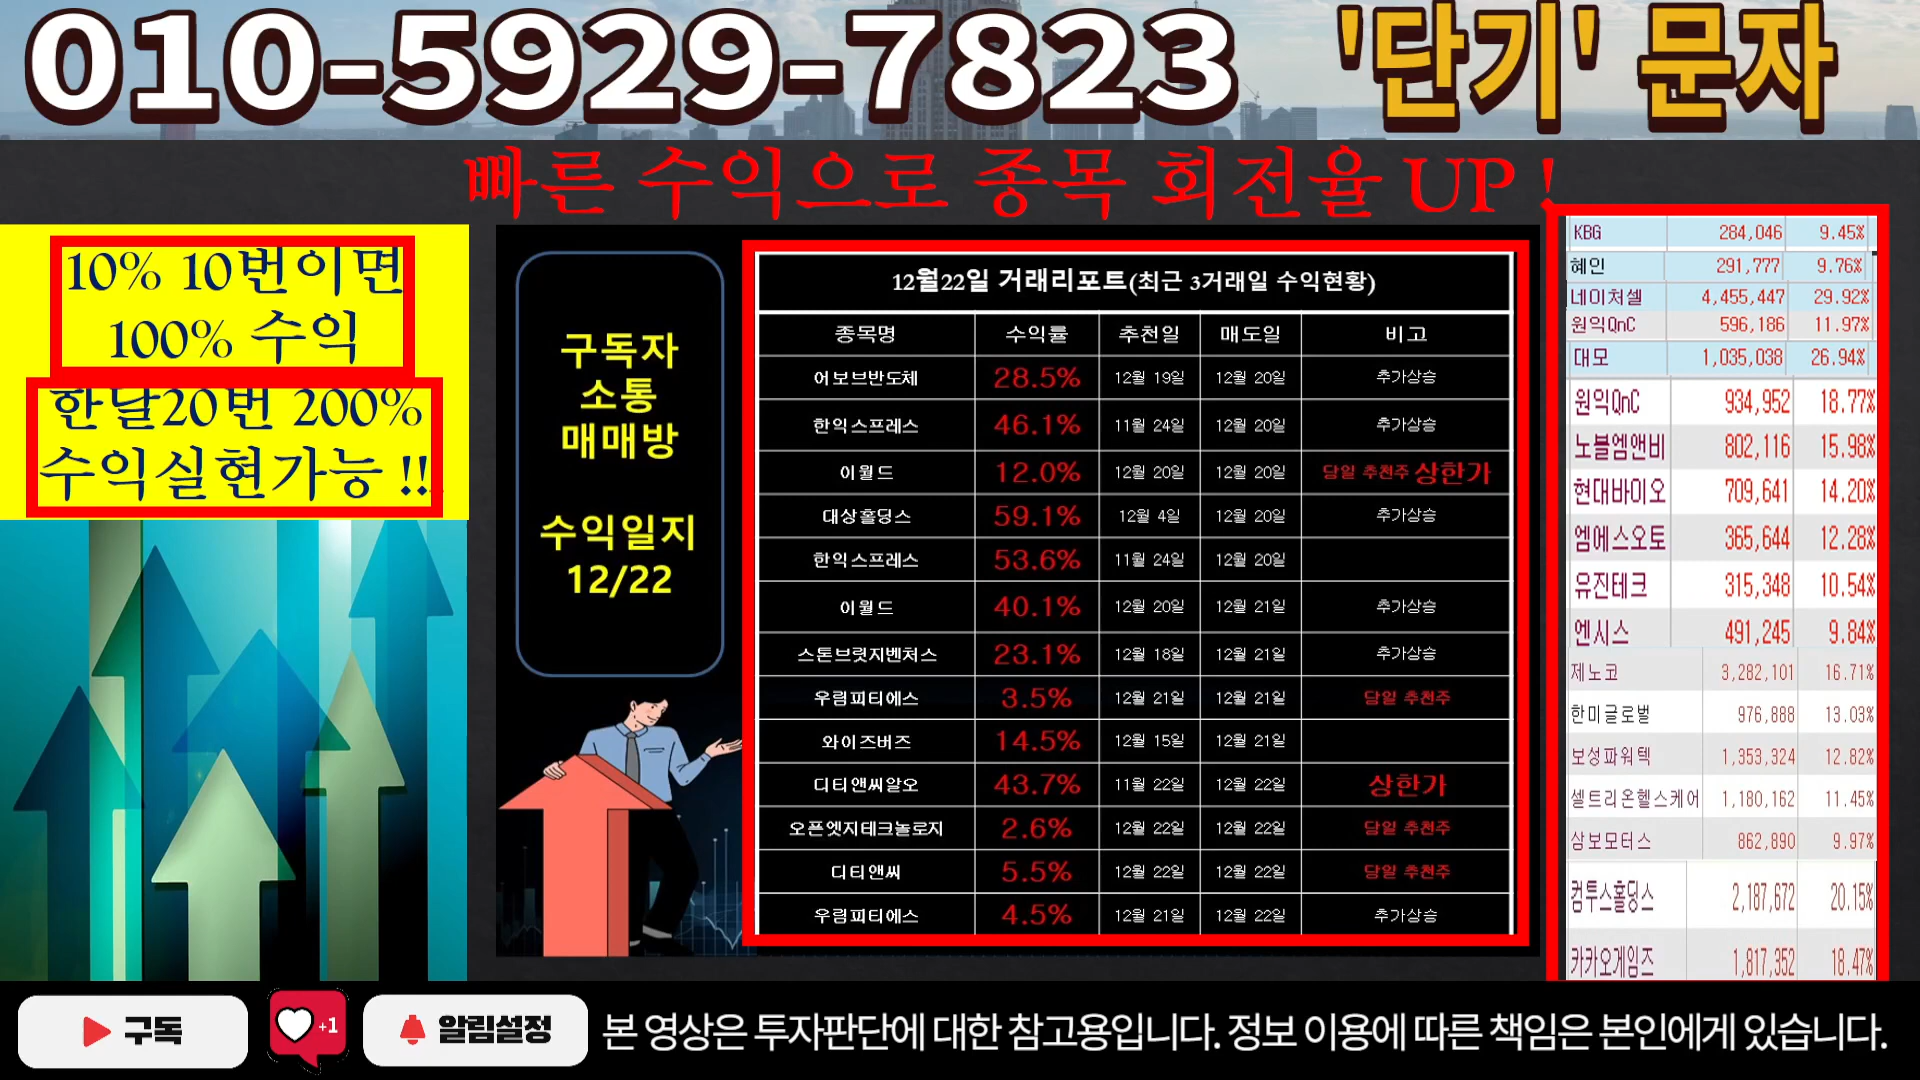 010-5929-7823 '단기' 문자
빠른 수익으로 종목 회전율 UP !
10% 10번이면
100% 수익
한달20번 200%
수익실현가능 !!
구독자
소통
매매방
수익일지
12/22
12월22일 거래리포트(최근 3거래일 수익현황)
종목명 수익률 추천일 매도일 비고
어보브반도체 28.5% 12월 19일 12월 20일 추가상승
한익스프레스 46.1% 11월 24일 12월 20일 추가상승
이월드 12.0% 12월 20일 12월 20일 당일 추천주 상한가
대상홀딩스 59.1% 12월 4일 12월 20일 추가상승
한익스프레스 53.6% 11월 24일 12월 20일
이월드 40.1% 12월 20일 12월 21일 추가상승
스톤브릿지벤처스 23.1% 12월 18일 12월 21일 추가상승
우림피티에스 3.5% 12월 21일 12월 21일 당일 추천주
와이즈버즈 14.5% 12월 15일 12월 21일
디티앤씨알오 43.7% 11월 22일 12월 22일 상한가
오픈엣지테크놀로지 2.6% 12월 22일 12월 22일 당일 추천주
디티앤씨 5.5% 12월 22일 12월 22일 당일 추천주
우림피티에스 4.5% 12월 21일 12월 22일 추가상승
KBG 284,046 9.45%
혜인 291,777 9.76%
네이처셀 4,455,447 29.92%
원익QnC 596,186 11.97%
대모 1,035,038 26.94%
원익QnC 934,952 18.77%
노블엠앤비 802,116 15.98%
현대바이오 709,641 14.20%
엠에스오토 365,644 12.28%
유진테크 315,348 10.54%
엔시스 491,245 9.84%
제노코 3,282,101 16.71%
한미글로벌 976,888 13.03%
보성파워텍 1,353,324 12.82%
셀트리온헬스케어 1,180,162 11.45%
상보모터스 862,890 9.97%
컴투스홀딩스 2,187,672 20.15%
카카오게임즈 1,817,352 18.47%
구독 +1 알림설정 본 영상은 투자판단에 대한 참고용입니다. 정보 이용에 따른 책임은 본인에게 있습니다.